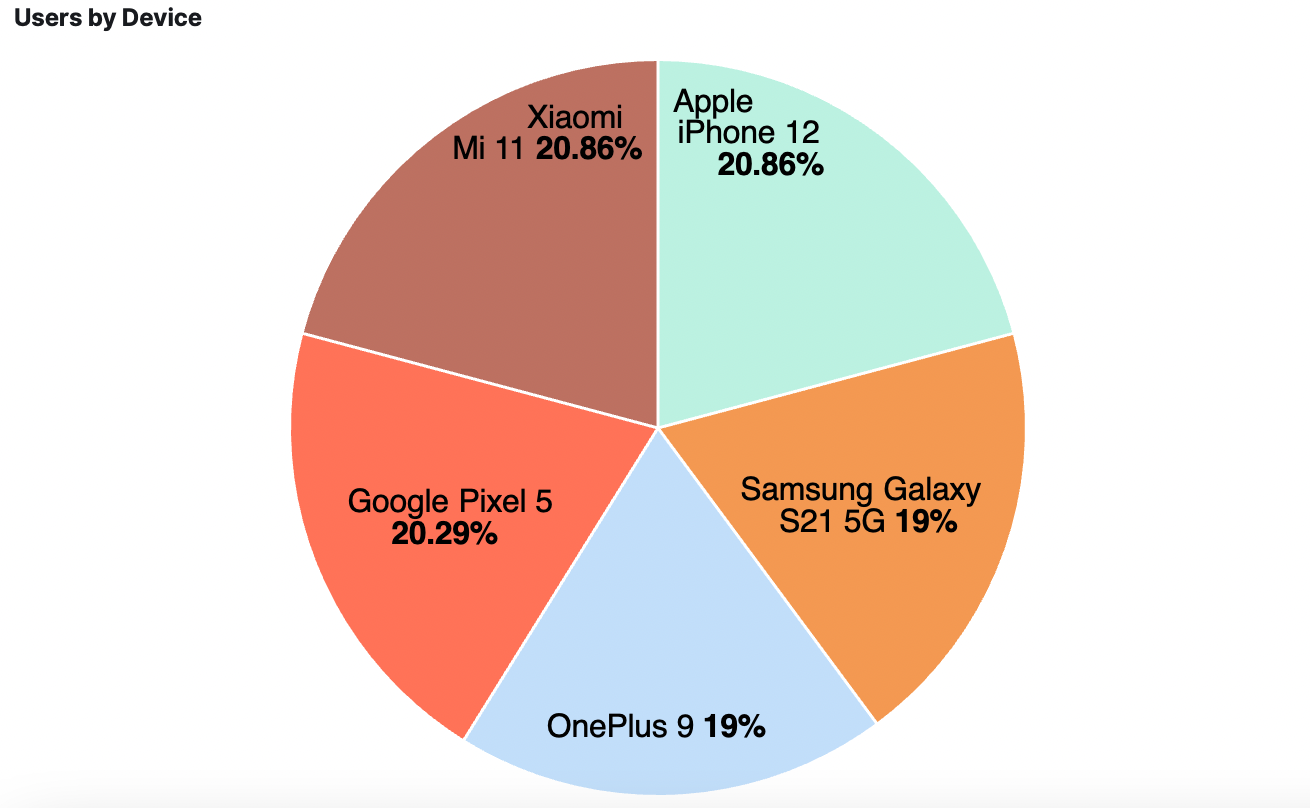 Users by Device
Xiaomi
Mi 11 20.86%
Apple
iPhone 12
20.86%
Google Pixel 5
20.29%
Samsung Galaxy
S21 5G 19%
OnePlus 9 19%